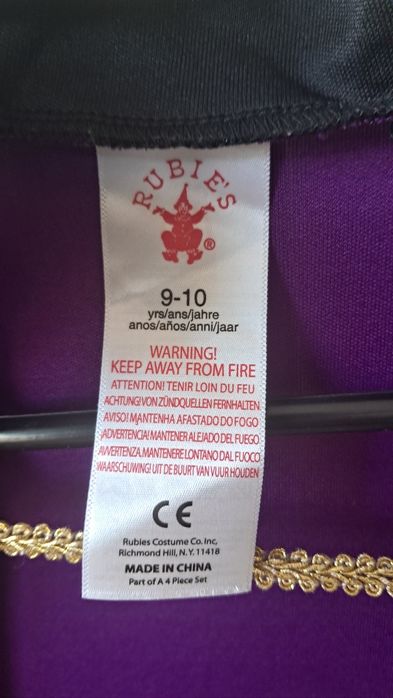 RUBIE'S
®
9-10
yrs/ans/jahre
anos/años/anni/jaar
WARNING!
KEEP AWAY FROM FIRE
ATTENTION! TENIR LOIN DU FEU
ACHTUNG! VON ZÜNDQUELLEN FERNHALTEN
AVISO! MANTENHA AFASTADO DO FOGO
¡ADVERTENCIA! MANTENER ALEJADO DEL FUEGO
AVVERTENZA. MANTENERE LONTANO DAL FUOCO
WAARSCHUWING! UIT DE BUURT VAN VUUR HOUDEN
CE
Rubies Costume Co. Inc,
Richmond Hill, N.Y. 11418
MADE IN CHINA
Part of A 4 Piece Set